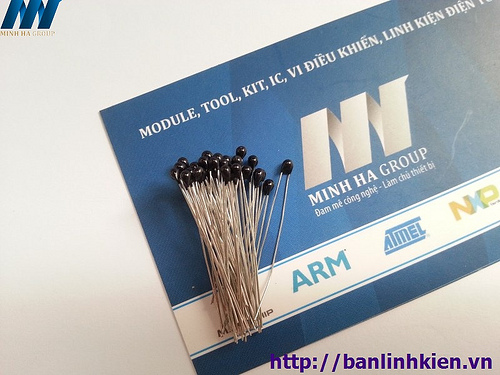 MINH HA GROUP
MODULE, TOOL, KIT, IC, VI ĐIỀU KHIỂN, LINH KIỆN ĐIỆN
MINH HA GROUP
Đam mê công nghệ - Làm chủ thiết bị
NXP
ATMEL
ARM
http://banlinhkien.vn